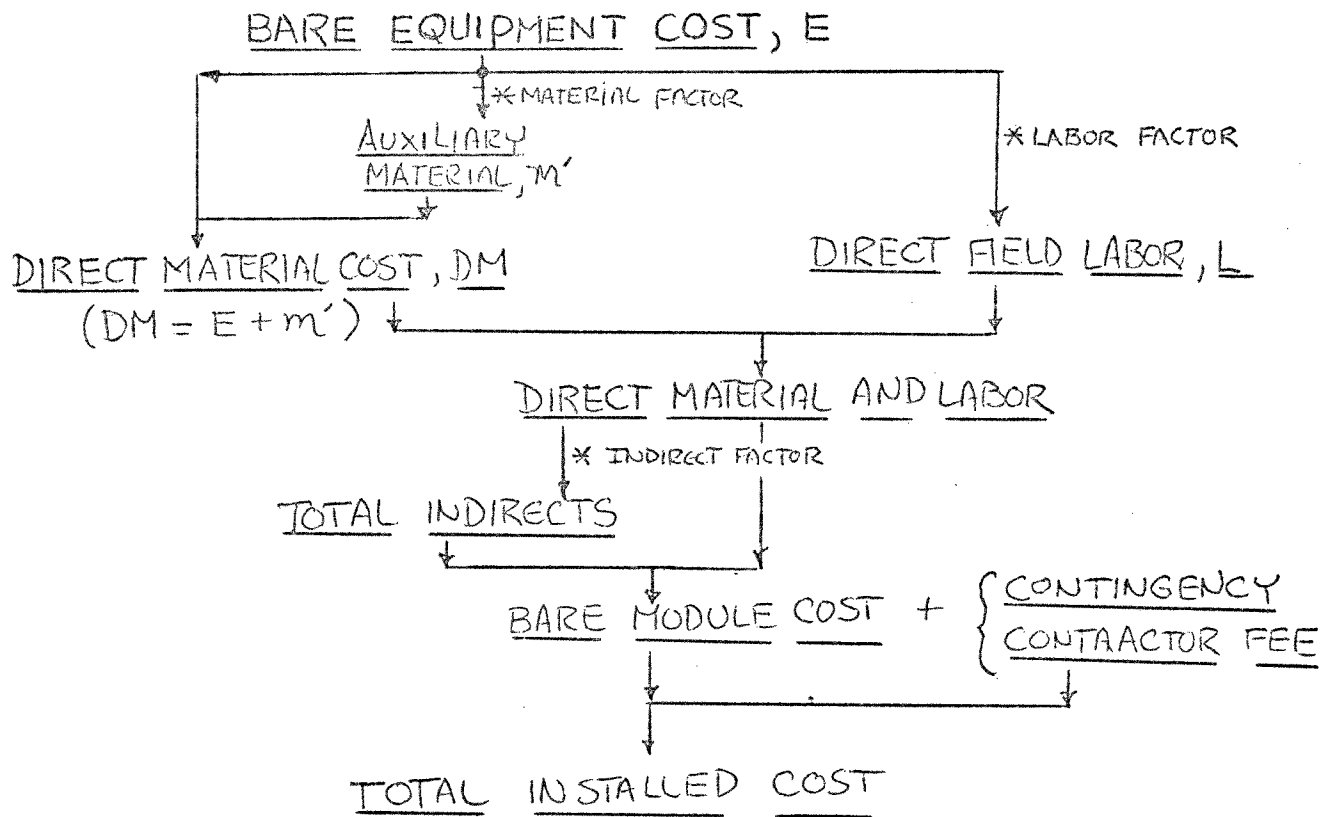 BARE EQUIPMENT COST, E
* MATERIAL FACTOR
AUXILIARY
MATERIAL, m'
* LABOR FACTOR
DIRECT MATERIAL COST, DM
(DM = E + m')
DIRECT FIELD LABOR, L
DIRECT MATERIAL AND LABOR
* INDIRECT FACTOR
TOTAL INDIRECTS
BARE MODULE COST + { CONTINGENCY
CONTRACTOR FEE
TOTAL INSTALLED COST